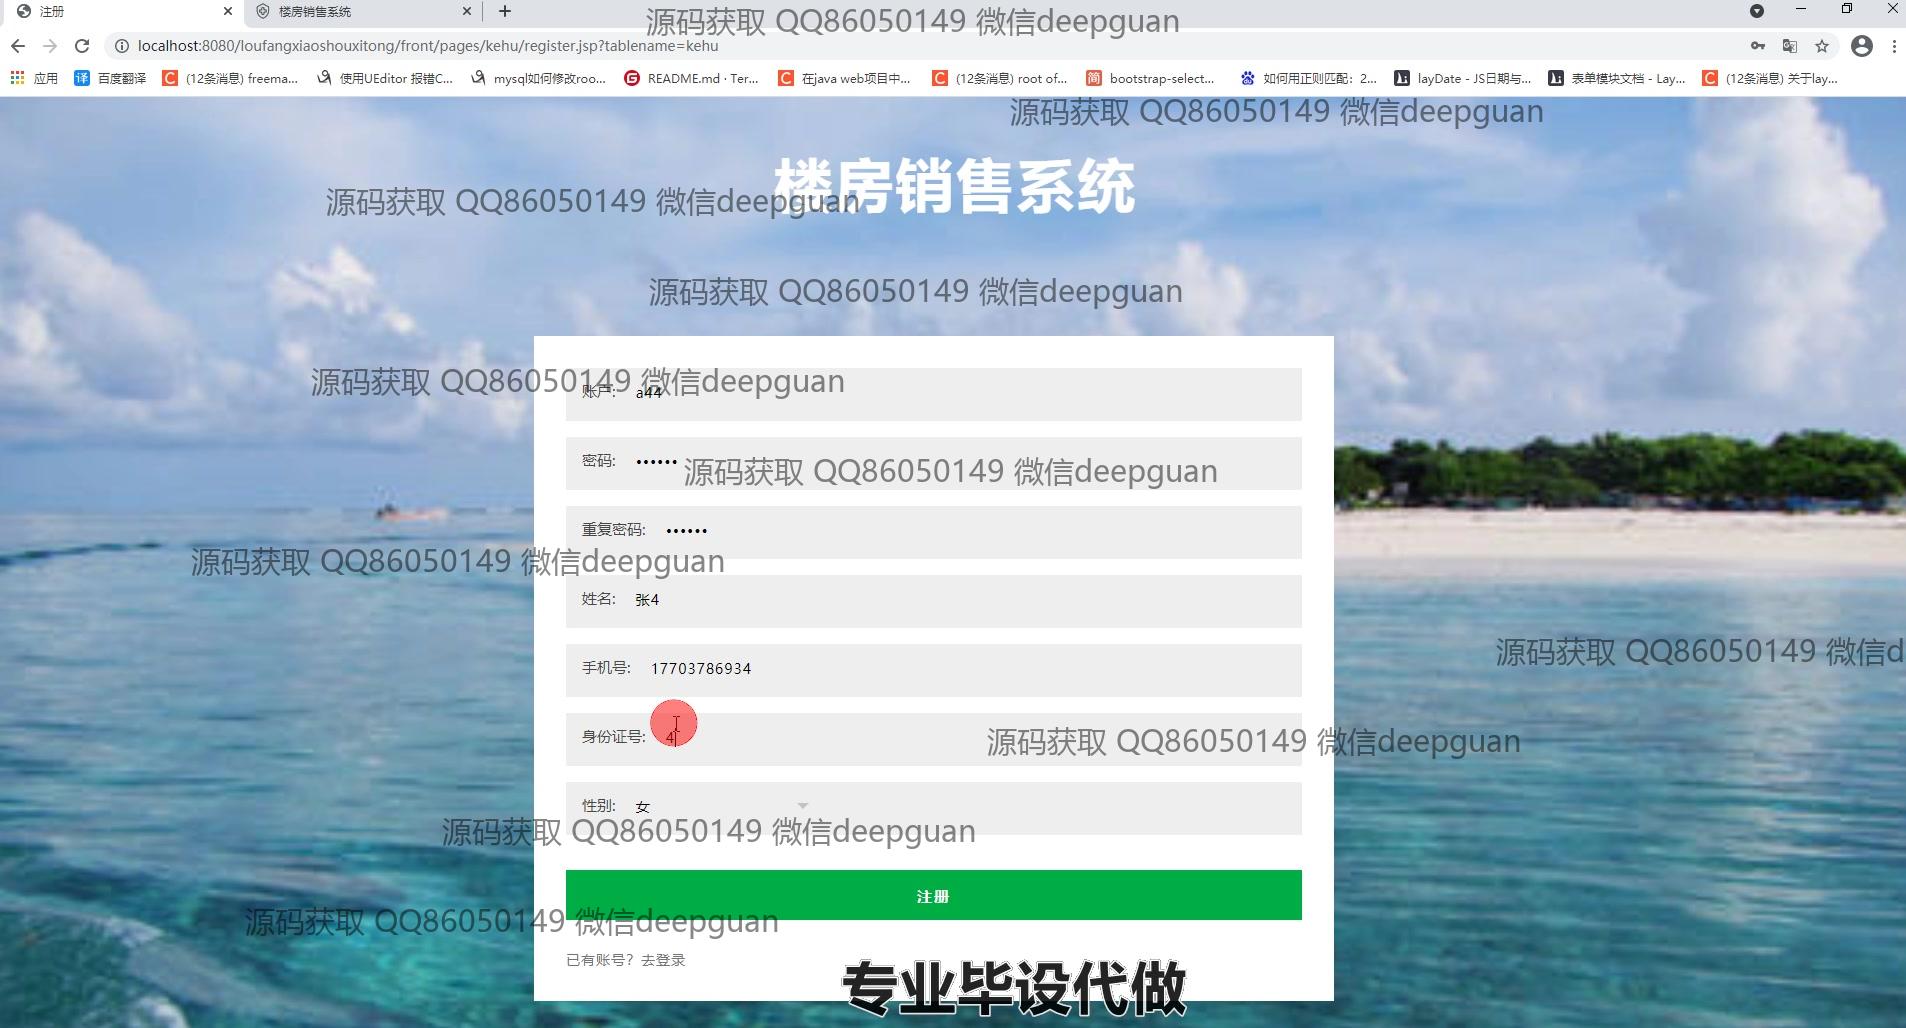 注册
楼房销售系统
源码获取 QQ86050149 微信deepguan
localhost:8080/loufangxiaoshouxitong/front/pages/kehu/register.jsp?tablename=kehu
应用
百度翻译
(12条消息) freema...
使用UEditor 报错C...
mysql如何修改roo...
README.md · Ter...
在java web项目中...
(12条消息) root of...
bootstrap-select...
如何用正则匹配：2...
layDate - JS日期与...
表单模块文档 - Lay...
(12条消息) 关于lay...
源码获取 QQ86050149 微信deepguan
楼房销售系统
源码获取 QQ86050149 微信deepguan
源码获取 QQ86050149 微信deepguan
源码获取 QQ86050149 微信deepguan
账户: a44
密码: ••••••
源码获取 QQ86050149 微信deepguan
重复密码: ••••••
源码获取 QQ86050149 微信deepguan
姓名: 张4
源码获取 QQ86050149 微信d
手机号: 17703786934
身份证号: 4
源码获取 QQ86050149 微信deepguan
性别: 女
源码获取 QQ86050149 微信deepguan
注册
源码获取 QQ86050149 微信deepguan
已有账号？去登录
专业毕设代做